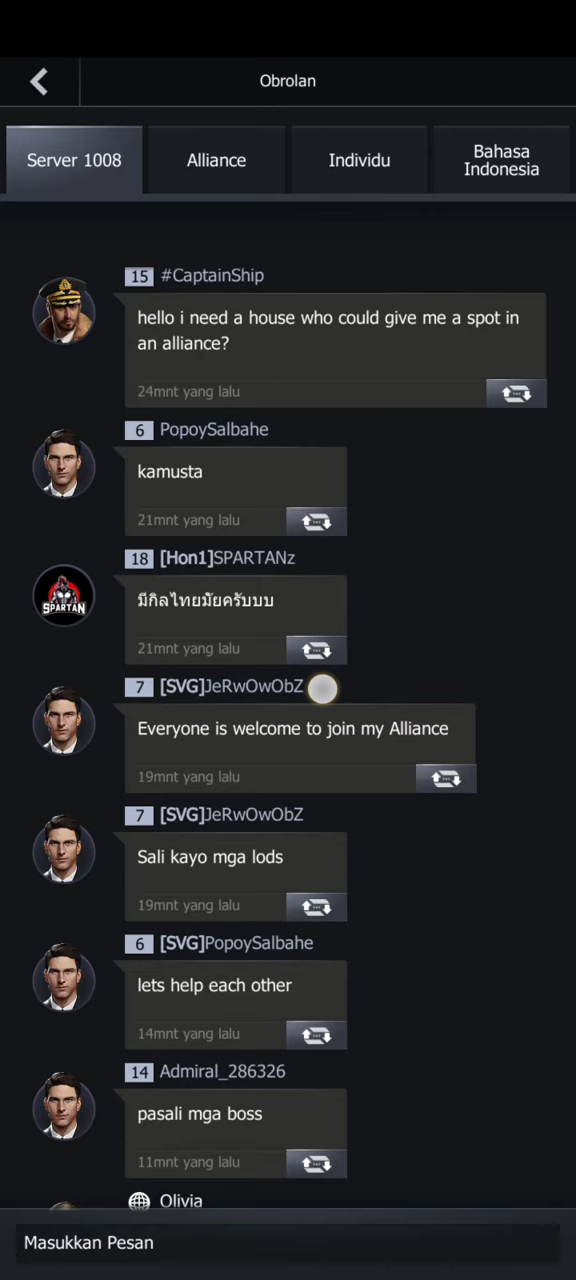 Obrolan
Server 1008
Alliance
Individu
Bahasa
Indonesia
15 #CaptainShip
hello i need a house who could give me a spot in
an alliance?
24mnt yang lalu
6 PopoySalbahe
kamusta
21mnt yang lalu
18 [Hon1]SPARTANz
SPARTAN
มีกิลไทยมัยครับบบ
21mnt yang lalu
7 [SVG]JeRwOwObZ
Everyone is welcome to join my Alliance
19mnt yang lalu
7 [SVG]JeRwOwObZ
Sali kayo mga lods
19mnt yang lalu
6 [SVG]PopoySalbahe
lets help each other
14mnt yang lalu
14 Admiral_286326
pasali mga boss
11mnt yang lalu
Olivia
Masukkan Pesan